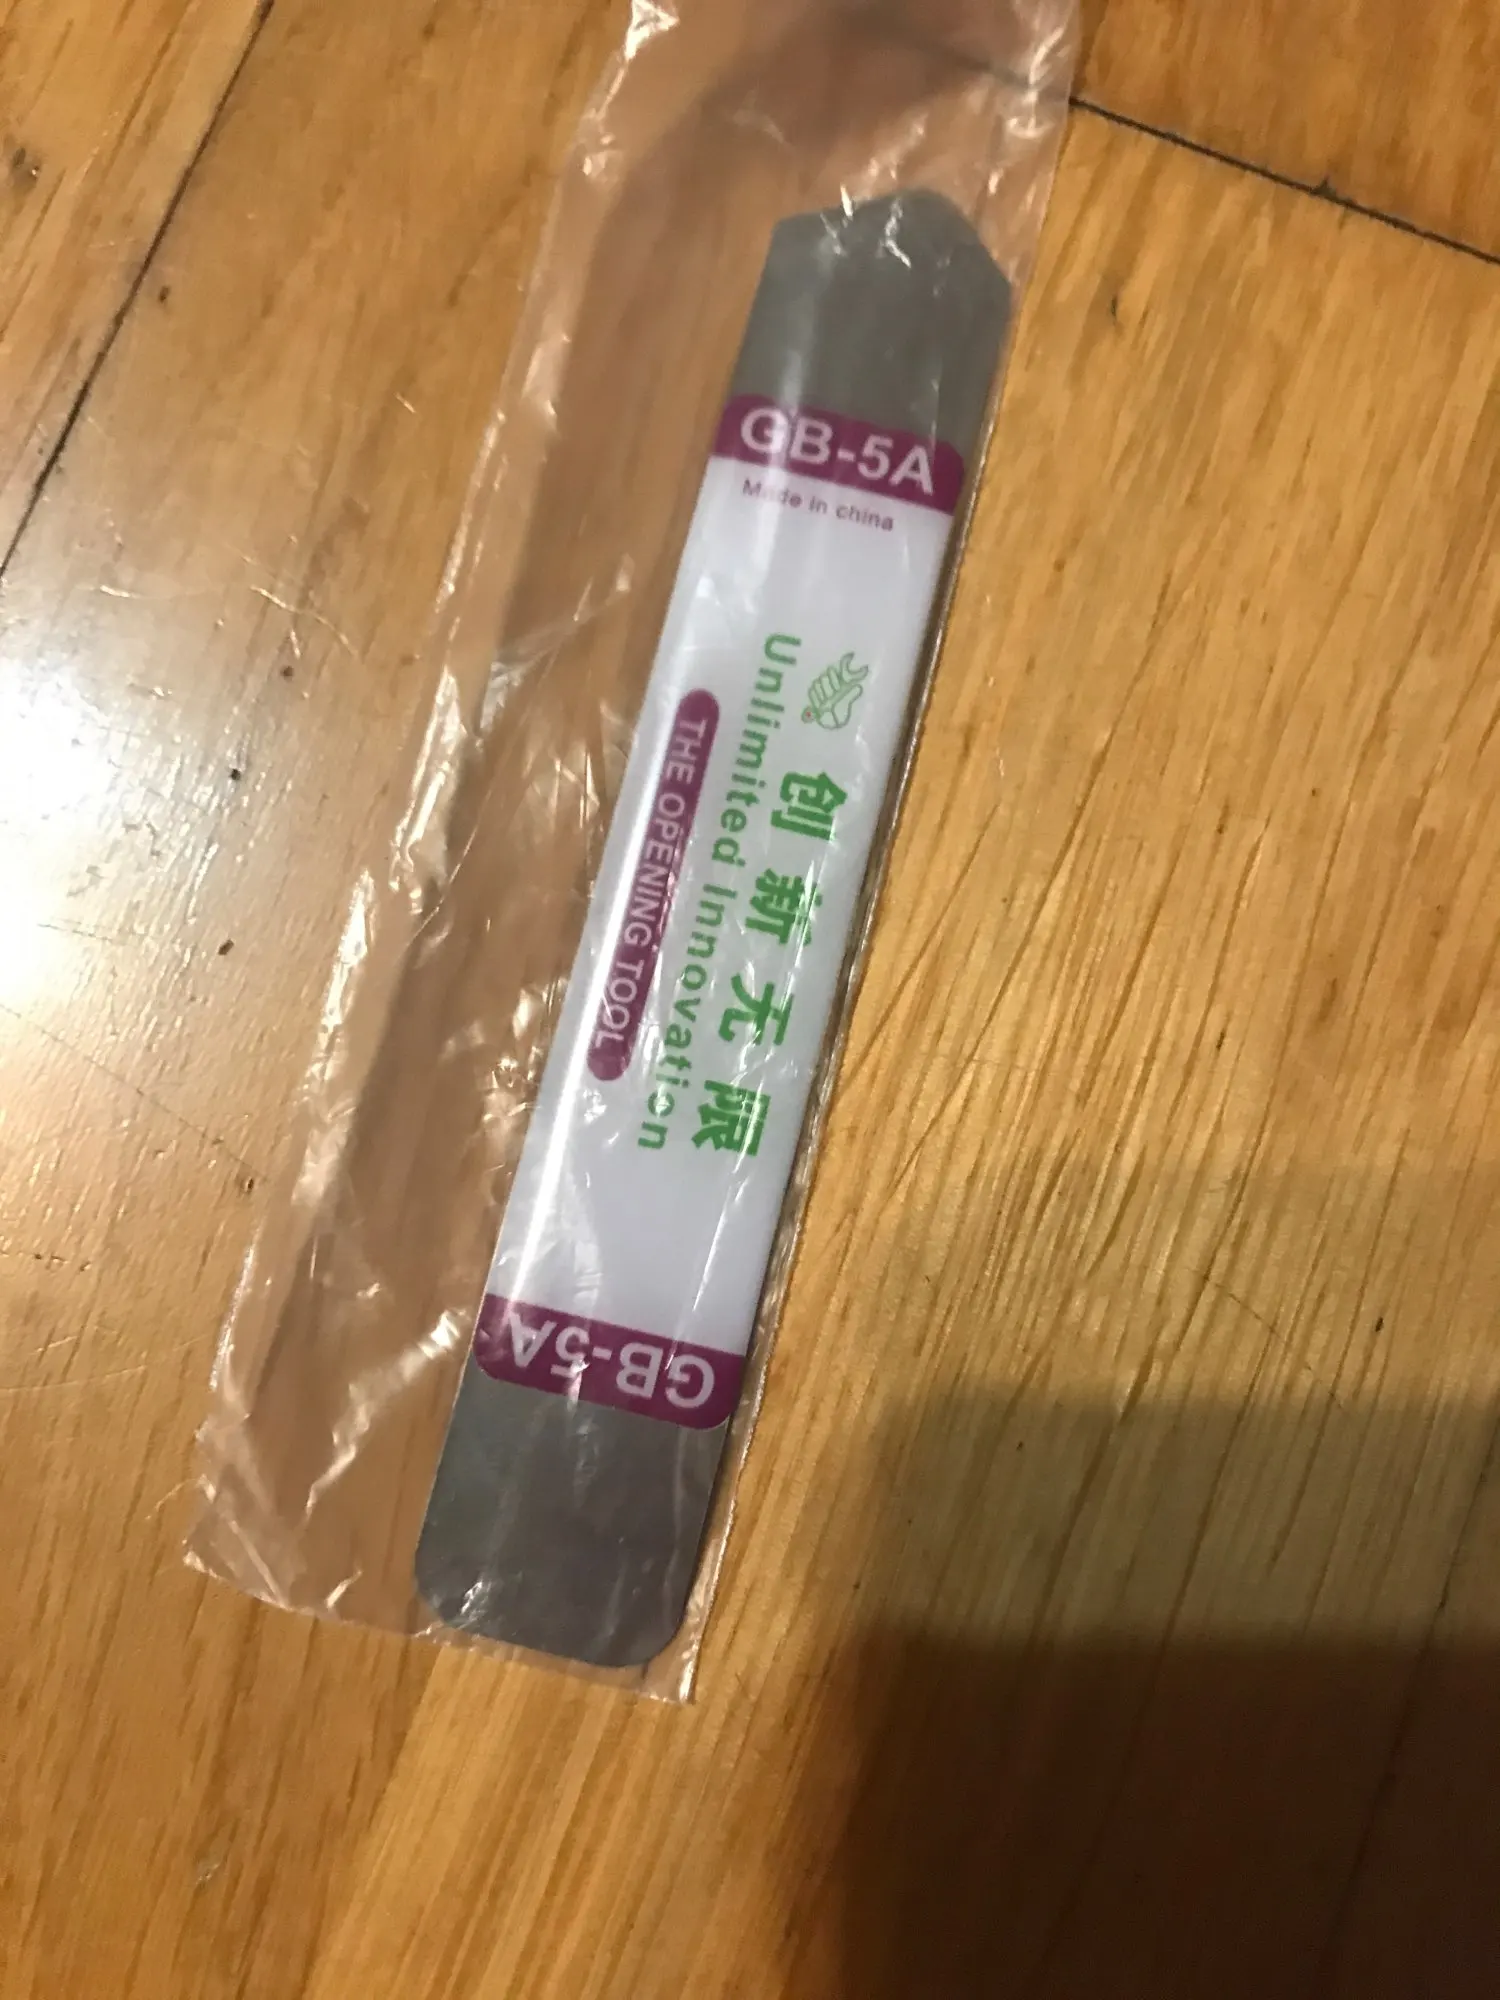 GB-5A
Made in china
创新无限
Unlimited Innovation
THE OPENING TOOL
GB-5A